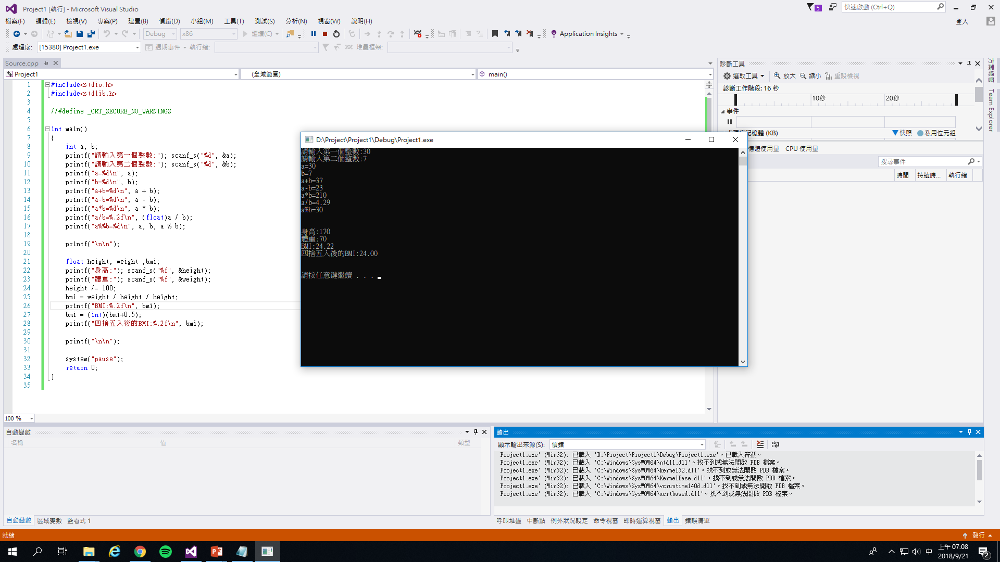 Project1 [執行] - Microsoft Visual Studio
5
快速啟動 (Ctrl+Q)
檔案(F) 編輯(E) 檢視(V) 專案(P) 建置(B) 偵錯(D) 小組(M) 工具(T) 測試(S) 分析(N) 視窗(W) 說明(H)
登入
Debug x86 繼續(C) Application Insights
處理序: [15380] Project1.exe 週期事件 執行緒: 堆疊框架:
Source.cpp
Project1 (全域範圍) main()
1 #include<stdio.h>
2 #include<stdlib.h>
3
4 //#define _CRT_SECURE_NO_WARNINGS
5
6 int main()
7 {
8 int a, b;
9 printf("請輸入第一個整數:"); scanf_s("%d", &a);
10 printf("請輸入第二個整數:"); scanf_s("%d", &b);
11 printf("a=%d\n", a);
12 printf("b=%d\n", b);
13 printf("a+b=%d\n", a + b);
14 printf("a-b=%d\n", a - b);
15 printf("a*b=%d\n", a * b);
16 printf("a/b=%.2f\n", (float)a / b);
17 printf("a%%b=%d\n", a, b, a % b);
18
19 printf("\n\n");
20
21 float height, weight ,bmi;
22 printf("身高:"); scanf_s("%f", &height);
23 printf("體重:"); scanf_s("%f", &weight);
24 height /= 100;
25 bmi = weight / height / height;
26 printf("BMI:%.2f\n", bmi);
27 bmi = (int)(bmi+0.5);
28 printf("四捨五入後的BMI:%.2f\n", bmi);
29
30 printf("\n\n");
31
32 system("pause");
33 return 0;
34 }
35
100 %
D:\Project\Project1\Debug\Project1.exe
請輸入第一個整數:30
請輸入第二個整數:7
a=30
b=7
a+b=37
a-b=23
a*b=210
a/b=4.29
a%b=30
身高:170
體重:70
BMI:24.22
四捨五入後的BMI:24.00
請按任意鍵繼續 . . .
診斷工具
選取工具 放大 縮小 重設檢視
診斷工作階段: 16 秒
10秒 20秒
事件
記憶體 (KB) 快照 私用位元組
憶體使用量 CPU 使用量
搜尋事件
時間 持續時... 執行緒
方案總管
Team Explorer
自動變數
名稱 值 類型
自動變數 區域變數 監看式 1
輸出
顯示輸出來源(S): 偵錯
Project1.exe' (Win32): 已載入 'D:\Project\Project1\Debug\Project1.exe'。已載入符號。
Project1.exe' (Win32): 已載入 'C:\Windows\SysWOW64\ntdll.dll'。找不到或無法開啟 PDB 檔案。
Project1.exe' (Win32): 已載入 'C:\Windows\SysWOW64\kernel32.dll'。找不到或無法開啟 PDB 檔案。
Project1.exe' (Win32): 已載入 'C:\Windows\SysWOW64\KernelBase.dll'。找不到或無法開啟 PDB 檔案。
Project1.exe' (Win32): 已載入 'C:\Windows\SysWOW64\vcruntime140d.dll'。找不到或無法開啟 PDB 檔案。
Project1.exe' (Win32): 已載入 'C:\Windows\SysWOW64\ucrtbased.dll'。找不到或無法開啟 PDB 檔案。
呼叫堆疊 中斷點 例外狀況設定 命令視窗 即時運算視窗 輸出 錯誤清單
就緒
發行
中
上午 07:08
2018/9/21
2